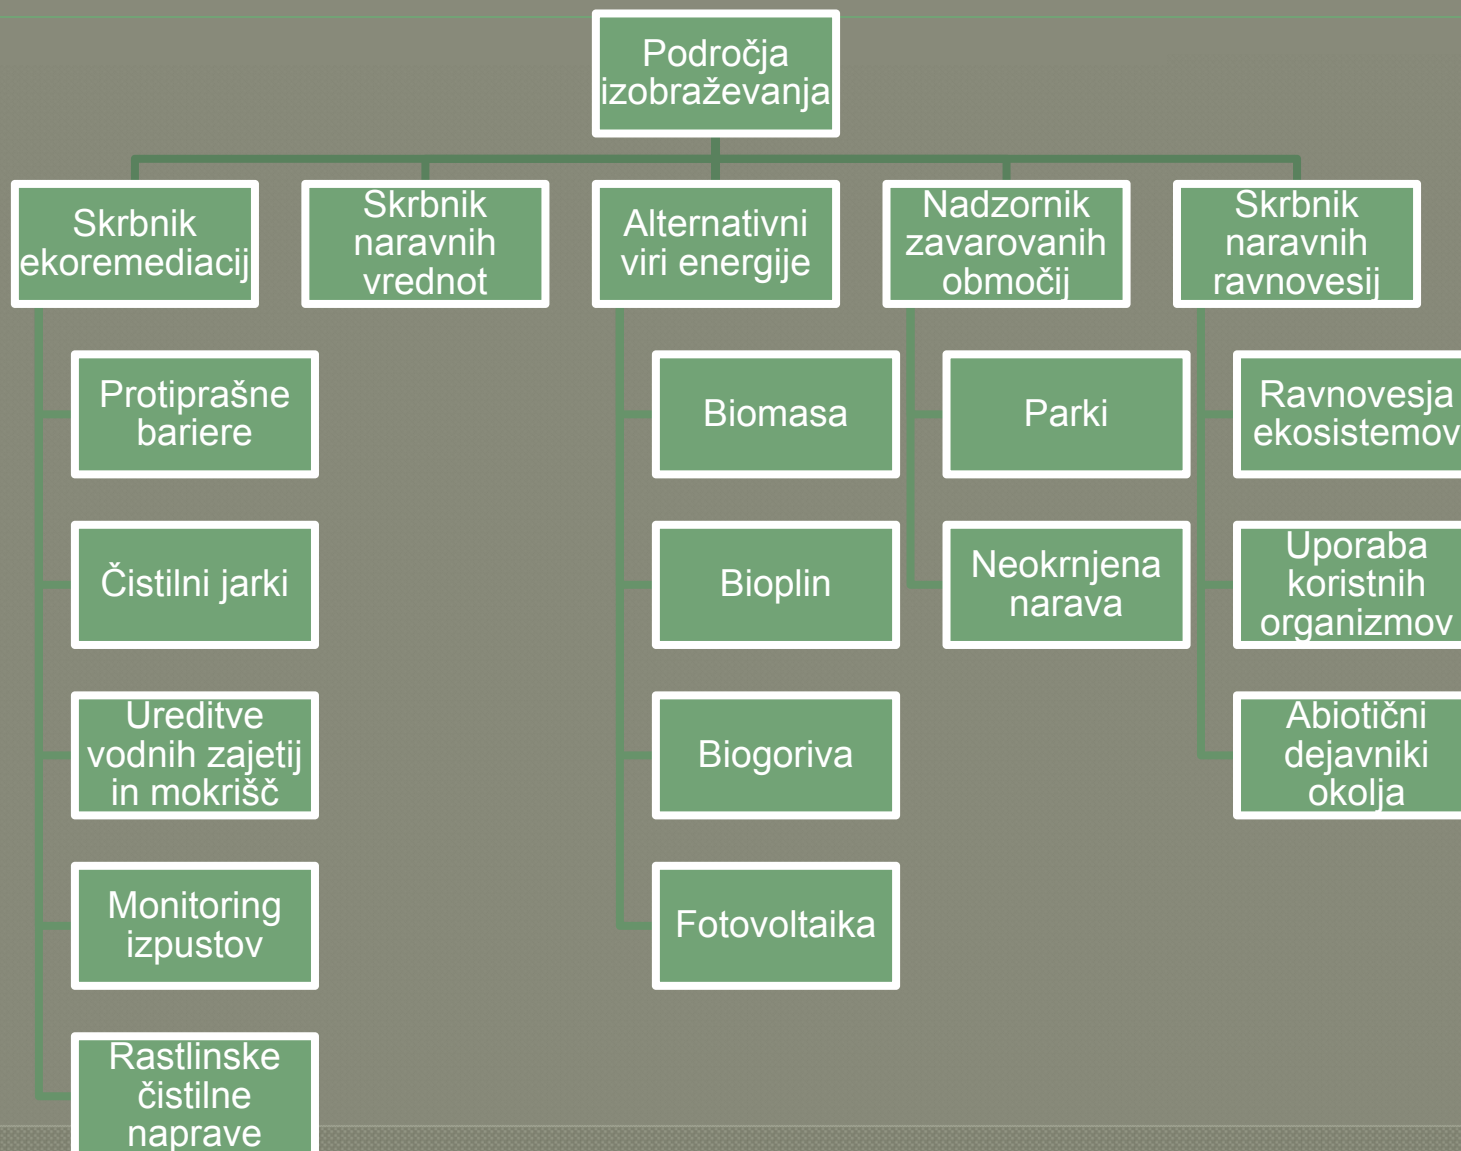 Področja
izobraževanja
Skrbnik
ekoremediacij
Skrbnik
naravnih
vrednot
Alternativni
viri energije
Nadzornik
zavarovanih
območij
Skrbnik
naravnih
ravnovesij
Protiprašne
bariere
Čistilni jarki
Ureditve
vodnih zajetij
in mokrišč
Monitoring
izpustov
Rastlinske
čistilne
naprave
Biomasa
Bioplin
Biogoriva
Fotovoltaika
Parki
Neokrnjena
narava
Ravnovesja
ekosistemov
Uporaba
koristnih
organizmov
Abiotični
dejavniki
okolja